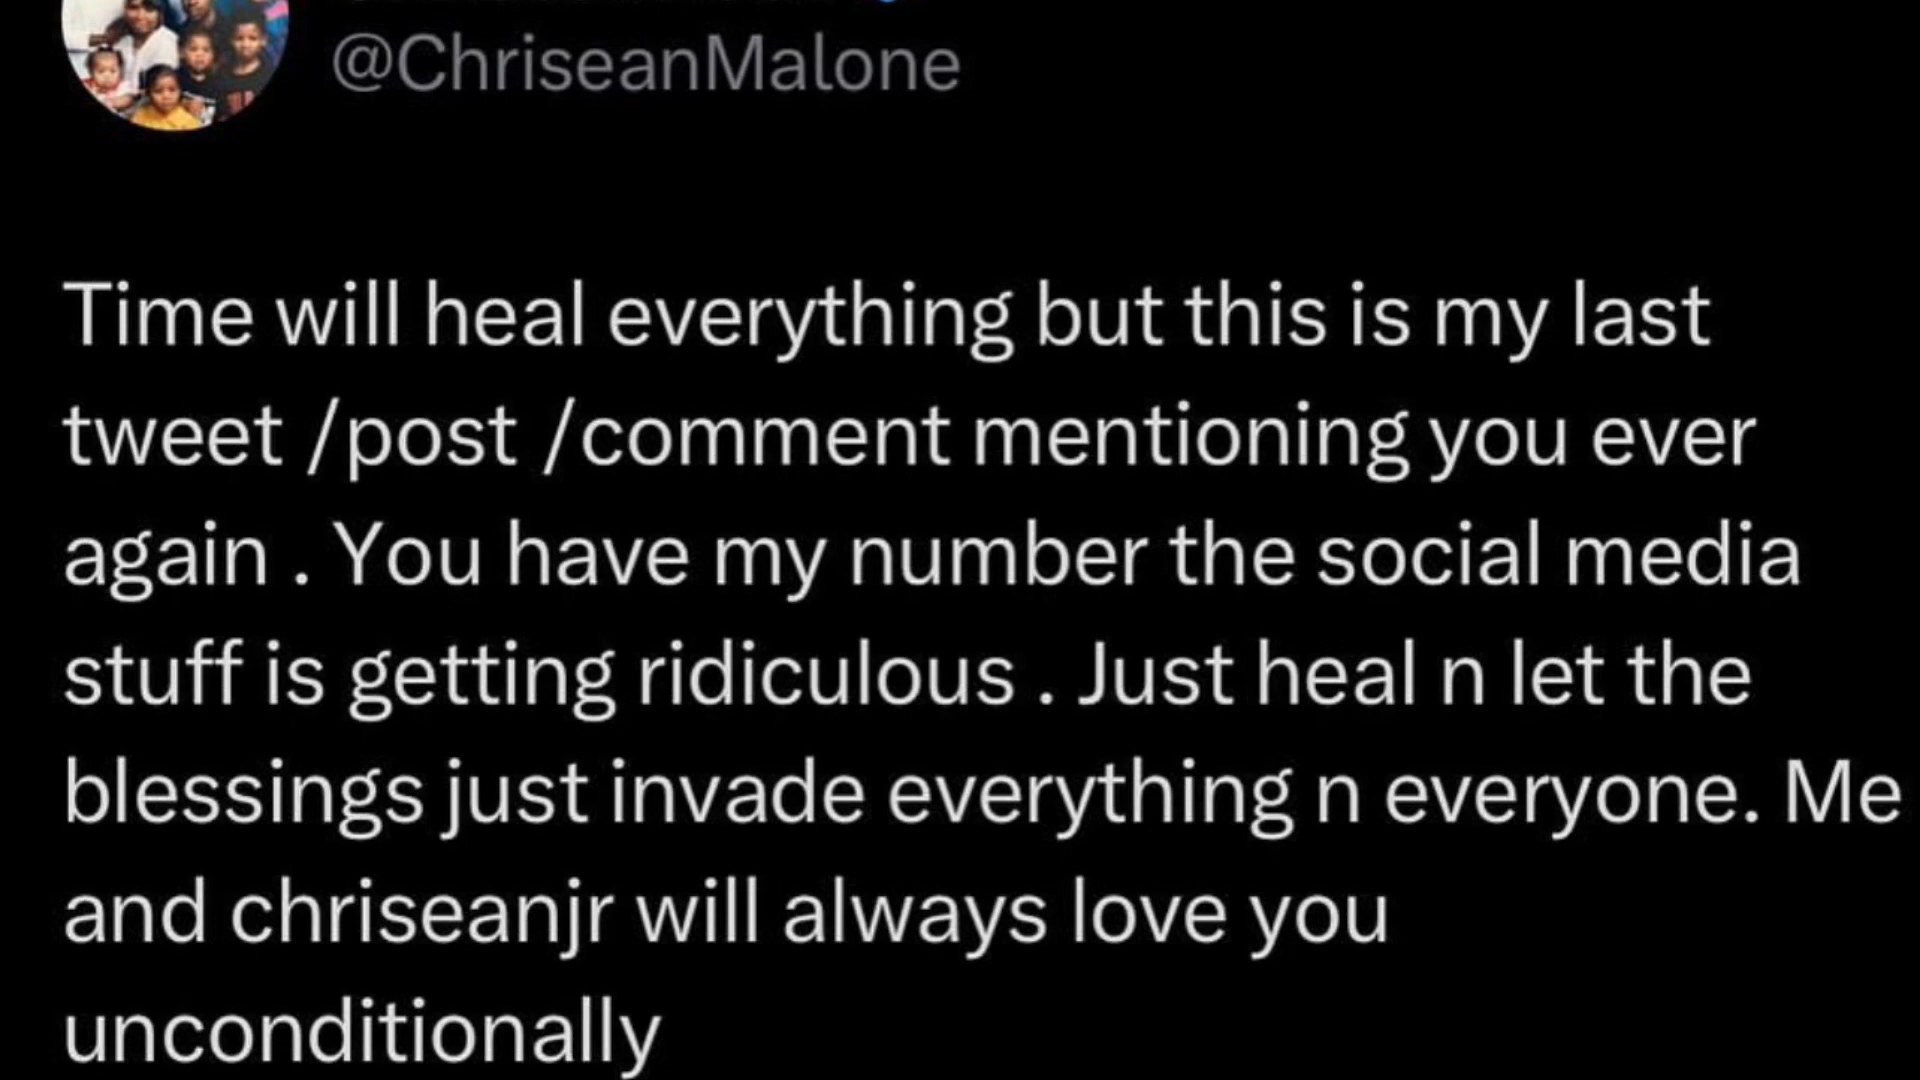 @ChriseanMalone
Time will heal everything but this is my last
tweet /post /comment mentioning you ever
again . You have my number the social media
stuff is getting ridiculous . Just heal n let the
blessings just invade everything n everyone. Me
and chriseanjr will always love you
unconditionally